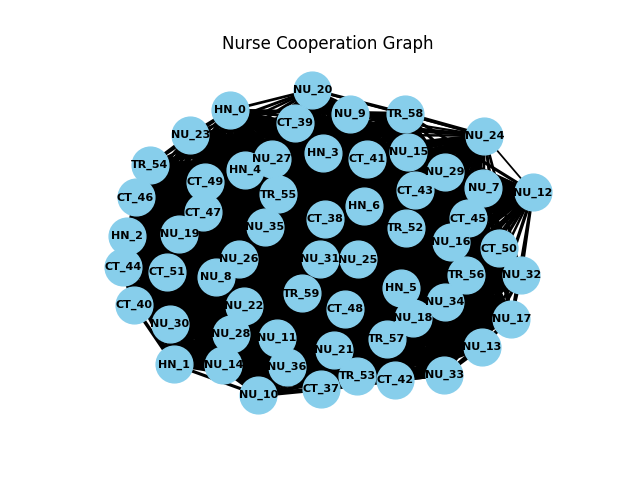 Nurse Cooperation Graph
NU_20
HN_0
NU_9
TR_58
CT_39
NU_23
NU_24
NU_15
HN_3
NU_27
CT_41
TR_54
HN_4
NU_29
CT_49
NU_7
CT_43
NU_12
TR_55
CT_46
HN_6
CT_47
CT_38
CT_45
NU_35
TR_52
NU_19
HN_2
NU_16
CT_50
NU_26
NU_31
NU_25
CT_44
CT_51
NU_8
TR_56
NU_32
HN_5
TR_59
NU_34
CT_40
NU_22
CT_48
NU_18
NU_17
NU_30
NU_28
NU_11
TR_57
NU_13
NU_21
HN_1
NU_14
NU_36
TR_53
NU_33
CT_42
CT_37
NU_10